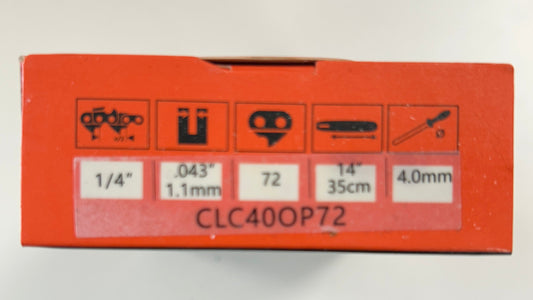 1/4" .043" 72 14" 4.0mm
1.1mm 35cm
CLC40OP72